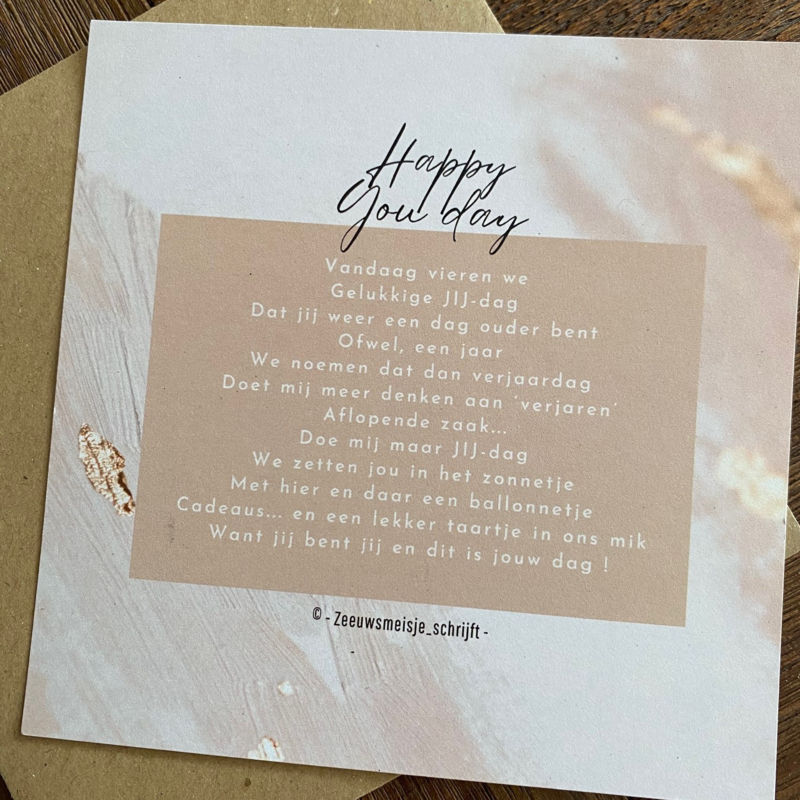 Happy
You day
Vandaag vieren we
Gelukkige JIJ-dag
Dat jij weer een dag ouder bent
Ofwel, een jaar
We noemen dat dan verjaardag
Doet mij meer denken aan 'verjaren'
Aflopende zaak...
Doe mij maar JIJ-dag
We zetten jou in het zonnetje
Met hier en daar een ballonnetje
Cadeaus... en een lekker taartje in ons mik
Want jij bent jij en dit is jouw dag !
© - Zeeuwsmeisje_schrijft -
-